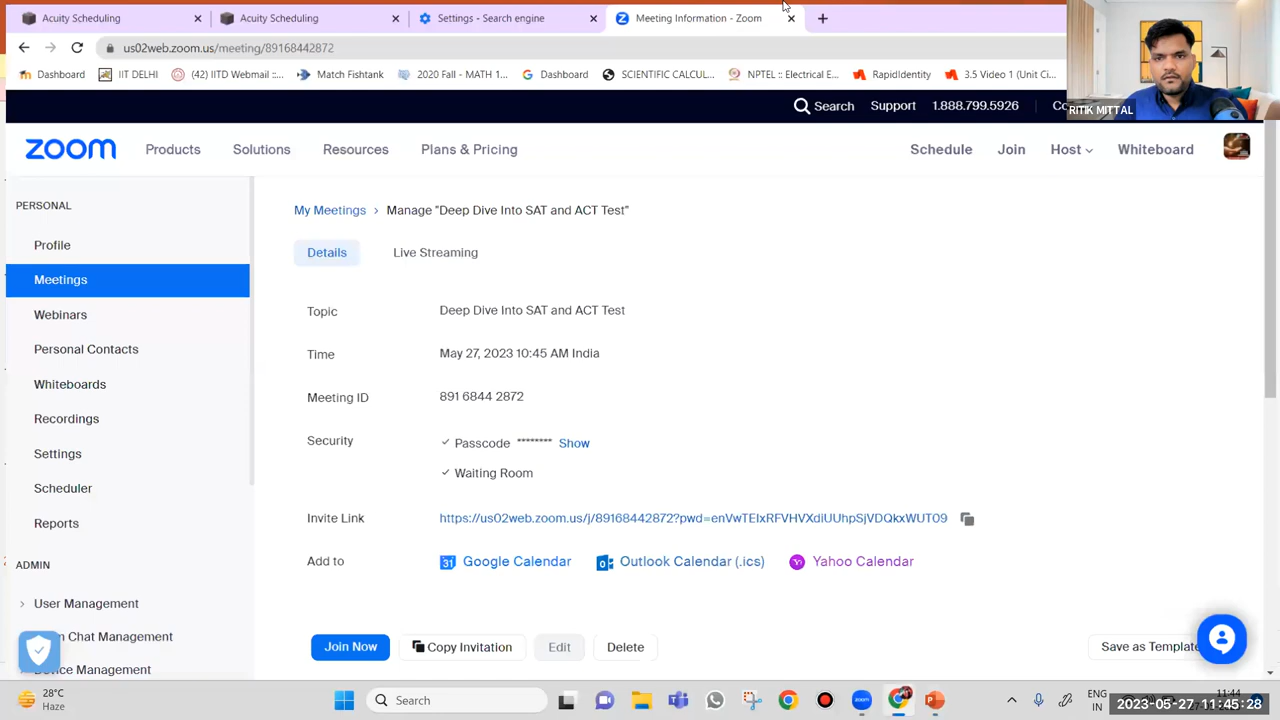 Acuity Scheduling
Acuity Scheduling
Settings - Search engine
Meeting Information - Zoom
us02web.zoom.us/meeting/89168442872
Dashboard
IIT DELHI
(42) IITD Webmail ::...
Match Fishtank
2020 Fall - MATH 1...
Dashboard
SCIENTIFIC CALCUL...
NPTEL :: Electrical E...
RapidIdentity
3.5 Video 1 (Unit Ci...
RITIK MITTAL
Search
Support
1.888.799.5926
zoom
Products
Solutions
Resources
Plans & Pricing
Schedule
Join
Host
Whiteboard
PERSONAL
Profile
Meetings
Webinars
Personal Contacts
Whiteboards
Recordings
Settings
Scheduler
Reports
ADMIN
User Management
Chat Management
Device Management
My Meetings > Manage "Deep Dive Into SAT and ACT Test"
Details
Live Streaming
Topic
Deep Dive Into SAT and ACT Test
Time
May 27, 2023 10:45 AM India
Meeting ID
891 6844 2872
Security
Passcode ******** Show
Waiting Room
Invite Link
https://us02web.zoom.us/j/89168442872?pwd=enVwTEIxRFVHVXdiUUhpSjVDQkxWUT09
Add to
Google Calendar
Outlook Calendar (.ics)
Yahoo Calendar
Join Now
Copy Invitation
Edit
Delete
Save as Template
28°C
Haze
Search
ENG
IN
11:44
2023-05-27-11:45:28